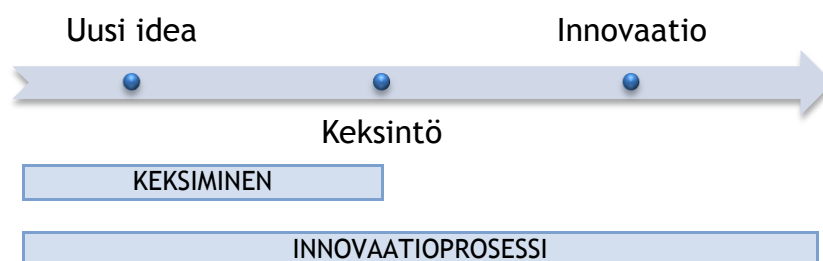 Uusi idea
Innovaatio
Keksintö
KEKSIMINEN
INNOVAATIOPROSESSI